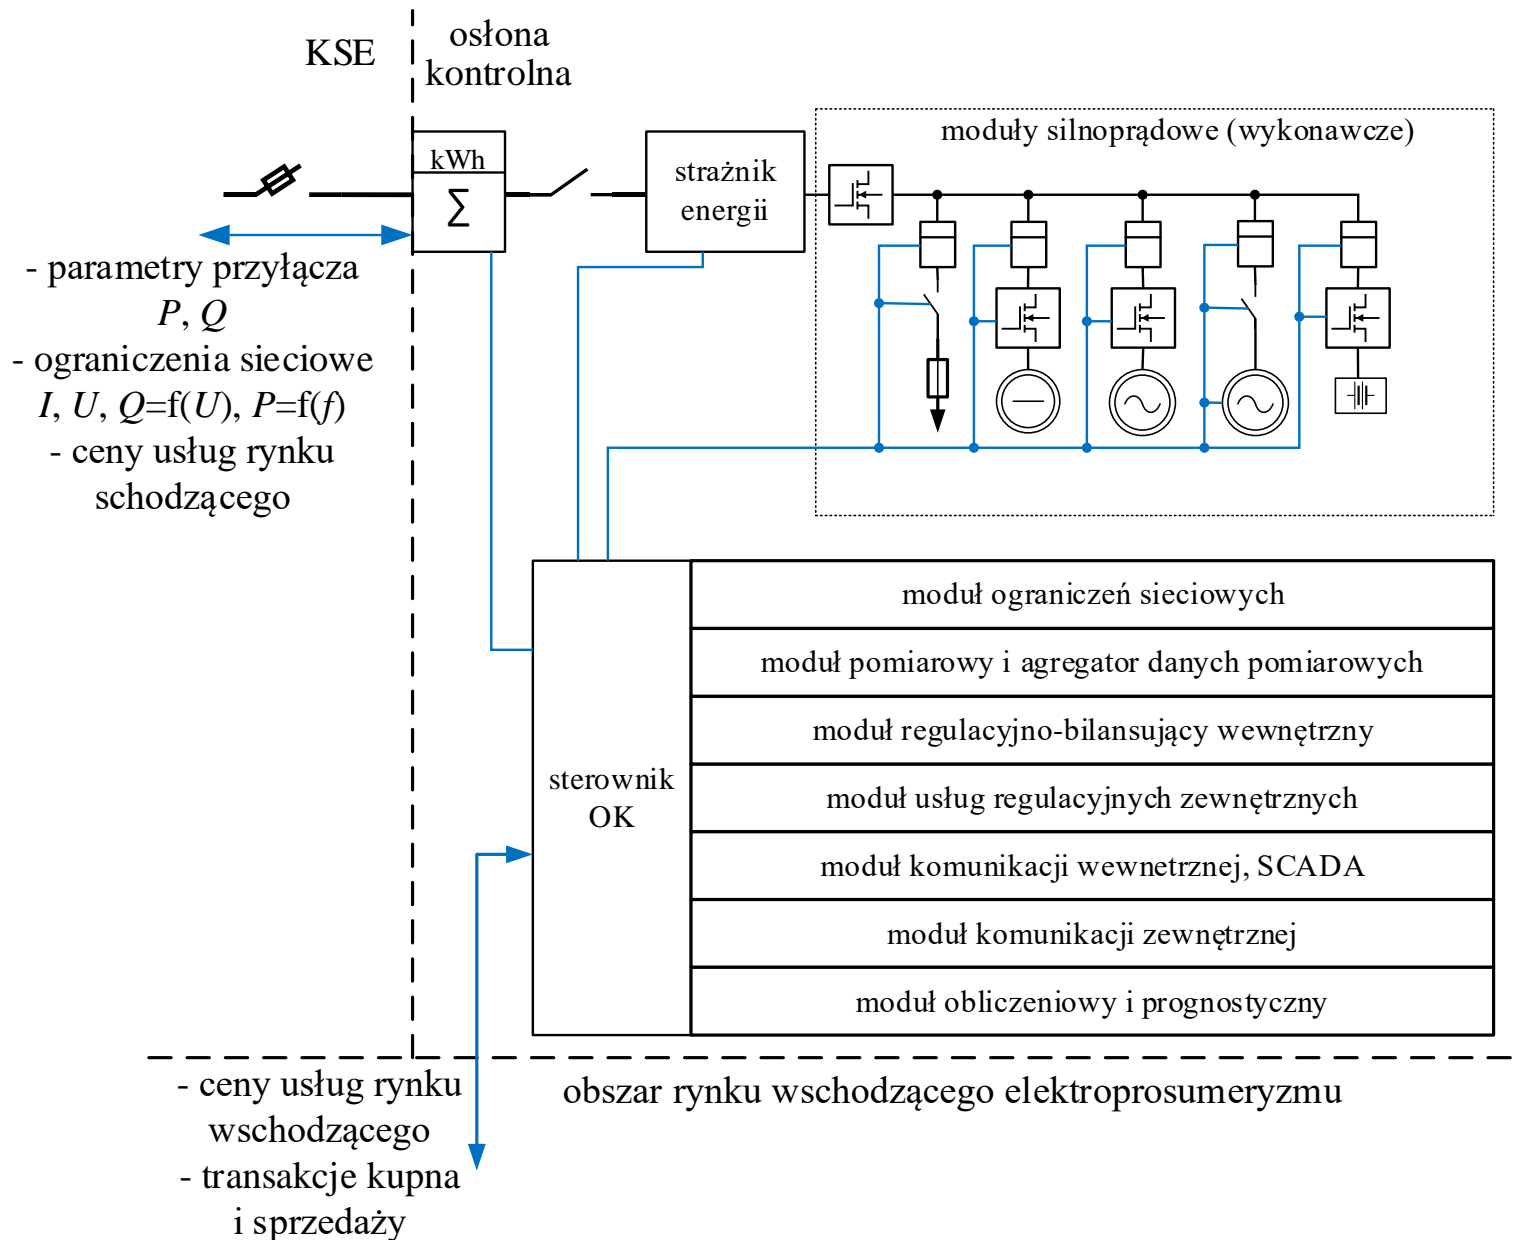 KSE
osłona
kontrolna
moduły silnoprądowe (wykonawcze)
kWh
∑
strażnik
energii
- parametry przyłącza
P, Q
- ograniczenia sieciowe
I, U, Q=f(U), P=f(f)
- ceny usług rynku
schodzącego
sterownik
OK
moduł ograniczeń sieciowych
moduł pomiarowy i agregator danych pomiarowych
moduł regulacyjno-bilansujący wewnętrzny
moduł usług regulacyjnych zewnętrznych
moduł komunikacji wewnetrznej, SCADA
moduł komunikacji zewnętrznej
moduł obliczeniowy i prognostyczny
- ceny usług rynku
wschodzącego
- transakcje kupna
i sprzedaży
obszar rynku wschodzącego elektroprosumeryzmu